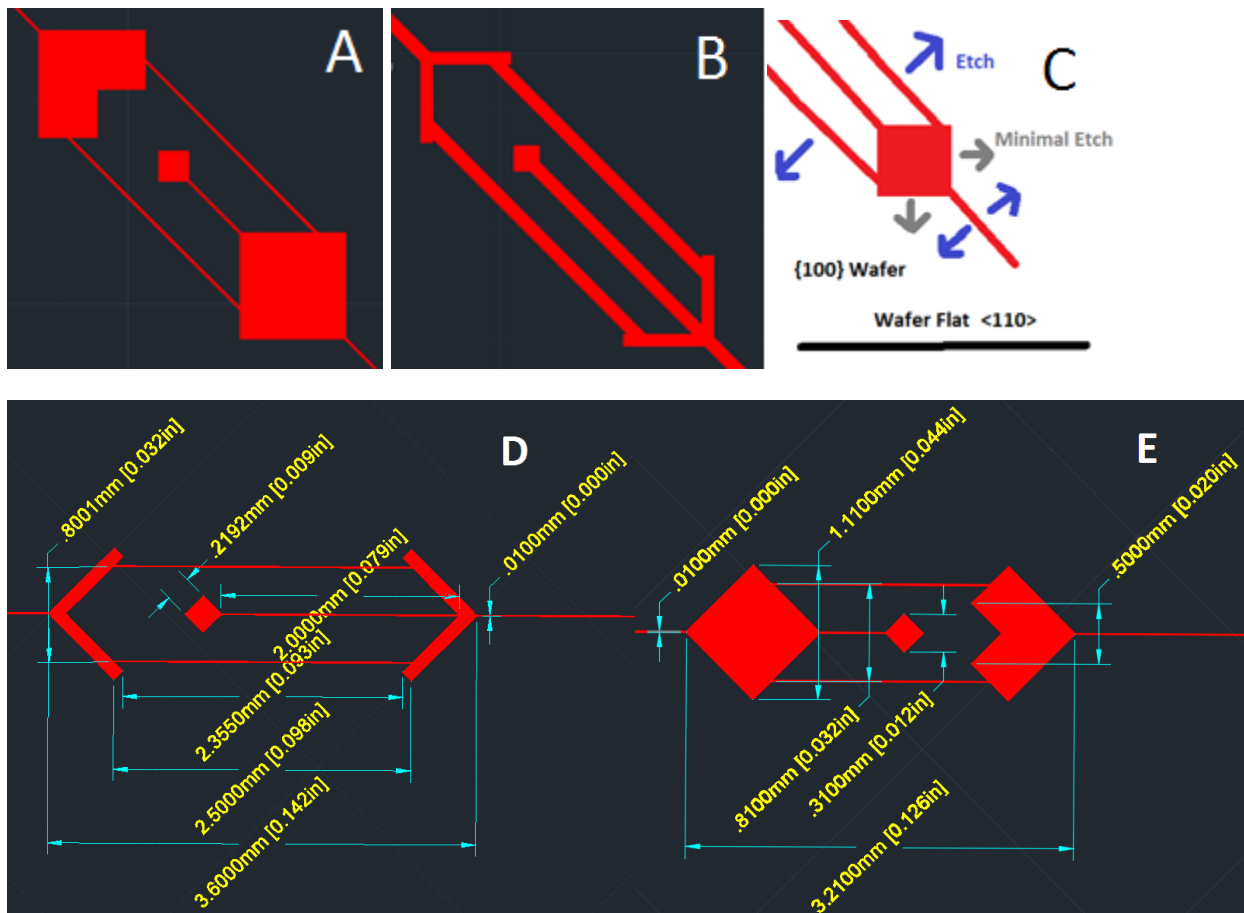 A
B
C
Etch
Minimal Etch
{100} Wafer
Wafer Flat <110>
D
.8001mm [0.032in]
.2192mm [0.009in]
.0100mm [0.000in]
2.0000mm [0.079in]
2.3550mm [0.093in]
2.5000mm [0.098in]
3.6000mm [0.142in]
E
.0100mm [0.000in]
1.1100mm [0.044in]
.5000mm [0.020in]
.8100mm [0.032in]
.3100mm [0.012in]
3.2100mm [0.126in]